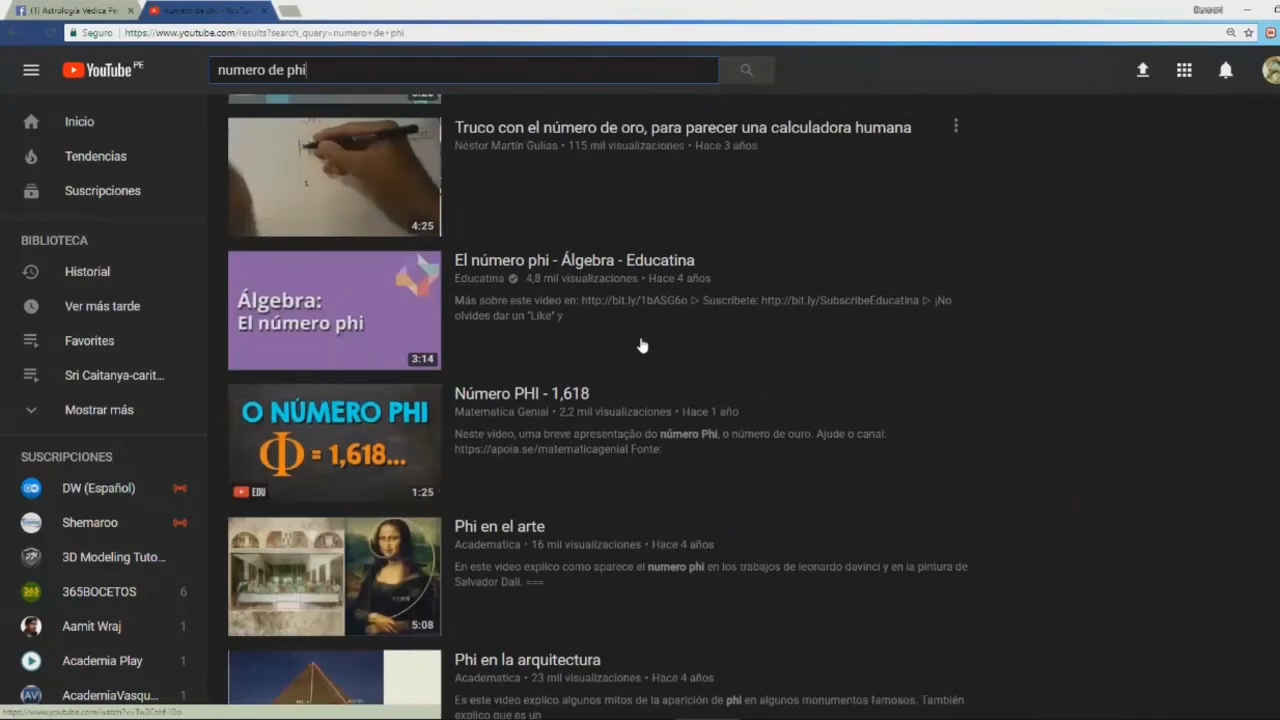 (1) Astrología Védica Pe
numero de phi - YouTub
Seguro
https://www.youtube.com/results?search_query=numero+de+phi
YouTube PE
numero de phi
Inicio
Tendencias
Suscripciones
BIBLIOTECA
Historial
Ver más tarde
Favorites
Sri Caitanya-carit...
Mostrar más
SUSCRIPCIONES
DW (Español)
Shemaroo
3D Modeling Tuto...
365BOCETOS 6
Aamit Wraj 1
Academia Play 1
AcademiaVasqu... 1
Truco con el número de oro, para parecer una calculadora humana
Néstor Martín Gulias • 115 mil visualizaciones • Hace 3 años
4:25
Álgebra:
El número phi
3:14
El número phi - Álgebra - Educatina
Educatina 4,8 mil visualizaciones • Hace 4 años
Más sobre este video en: http://bit.ly/1bASG6o ▷ Suscríbete: http://bit.ly/SubscribeEducatina ▷ ¡No
olvides dar un "Like" y
O NÚMERO PHI
Φ = 1,618...
EDU
1:25
Número PHI - 1,618
Matematica Genial • 2,2 mil visualizaciones • Hace 1 año
Neste vídeo, uma breve apresentação do número Phi, o número de ouro. Ajude o canal:
https://apoia.se/matematicagenial Fonte:
5:08
Phi en el arte
Academatica • 16 mil visualizaciones • Hace 4 años
En este video explico como aparece el numero phi en los trabajos de leonardo davinci y en la pintura de
Salvador Dalí. ===
Phi en la arquitectura
Academatica • 23 mil visualizaciones • Hace 4 años
Es este video explico algunos mitos de la aparición de phi en algunos monumentos famosos. También
explico que es un